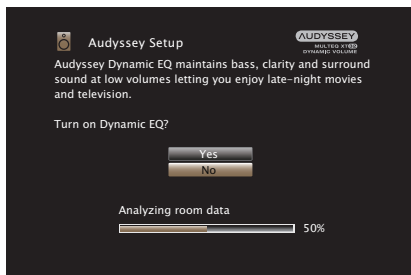 Audyssey Setup
AUDYSSEY
MULTEQ XT32
DYNAMIC VOLUME
Audyssey Dynamic EQ maintains bass, clarity and surround
sound at low volumes letting you enjoy late-night movies
and television.
Turn on Dynamic EQ?
Yes
No
Analyzing room data
50%